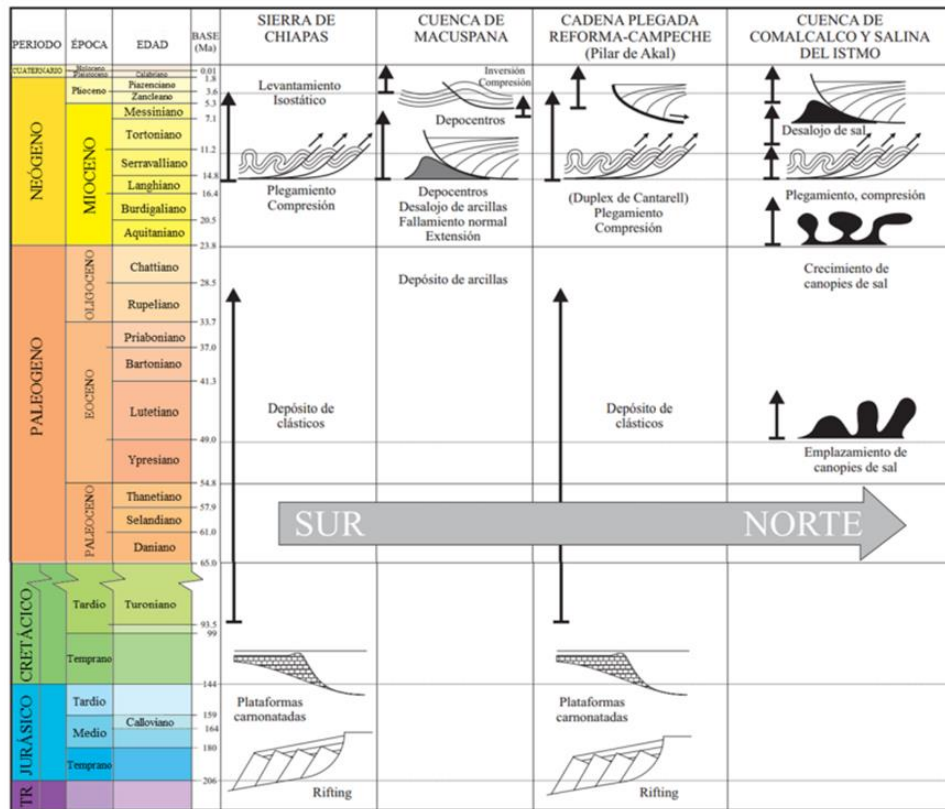 PERIODO
ÉPOCA
EDAD
BASE
(Ma)
SIERRA DE
CHIAPAS
CUENCA DE
MACUSPANA
CADENA PLEGADA
REFORMA-CAMPECHE
(Pilar de Akal)
CUENCA DE
COMALCALCO Y SALINA
DEL ISTMO
CUATERNARIO
Holoceno
Pleistoceno
Calabriano
0.01
1.8
NEÓGENO
Plioceno
Piazenciano
3.6
Zancleano
5.3
MIOCENO
Messiniano
7.1
Tortoniano
11.2
Serravalliano
14.8
Langhiano
16.4
Burdigaliano
20.5
Aquitaniano
23.8
PALEOGENO
OLIGOCENO
Chattiano
28.5
Rupeliano
33.7
EOCENO
Priaboniano
37.0
Bartoniano
41.3
Lutetiano
49.0
Ypresiano
54.8
PALEOCENO
Thanetiano
57.9
Selandiano
61.0
Daniano
65.0
CRETÁCICO
Tardío
Turoniano
93.5
99
Temprano
144
JURÁSICO
Tardío
159
Medio
Calloviano
164
180
Temprano
206
TR
Levantamiento
Isostático
Plegamiento
Compresión
Depósito de
clásticos
Plataformas
carnonatadas
Rifting
Inversión
Compresión
Depocentros
Depocentros
Desalojo de arcillas
Fallamiento normal
Extensión
Depósito de arcillas
(Duplex de Cantarell)
Plegamiento
Compresión
Depósito de
clásticos
Plataformas
carnonatadas
Rifting
Desalojo de sal
Plegamiento, compresión
Crecimiento de
canopies de sal
Emplazamiento de
canopies de sal
SUR NORTE